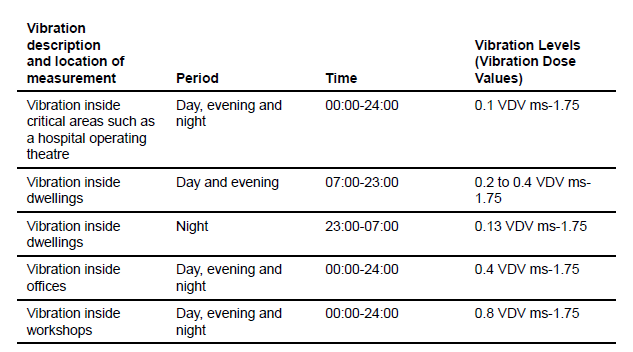 Vibration
description
and location of
measurement
Period
Time
Vibration Levels
(Vibration Dose
Values)
Vibration inside
critical areas such as
a hospital operating
theatre
Day, evening and
night
00:00-24:00
0.1 VDV ms-1.75
Vibration inside
dwellings
Day and evening
07:00-23:00
0.2 to 0.4 VDV ms-
1.75
Vibration inside
dwellings
Night
23:00-07:00
0.13 VDV ms-1.75
Vibration inside
offices
Day, evening and
night
00:00-24:00
0.4 VDV ms-1.75
Vibration inside
workshops
Day, evening and
night
00:00-24:00
0.8 VDV ms-1.75